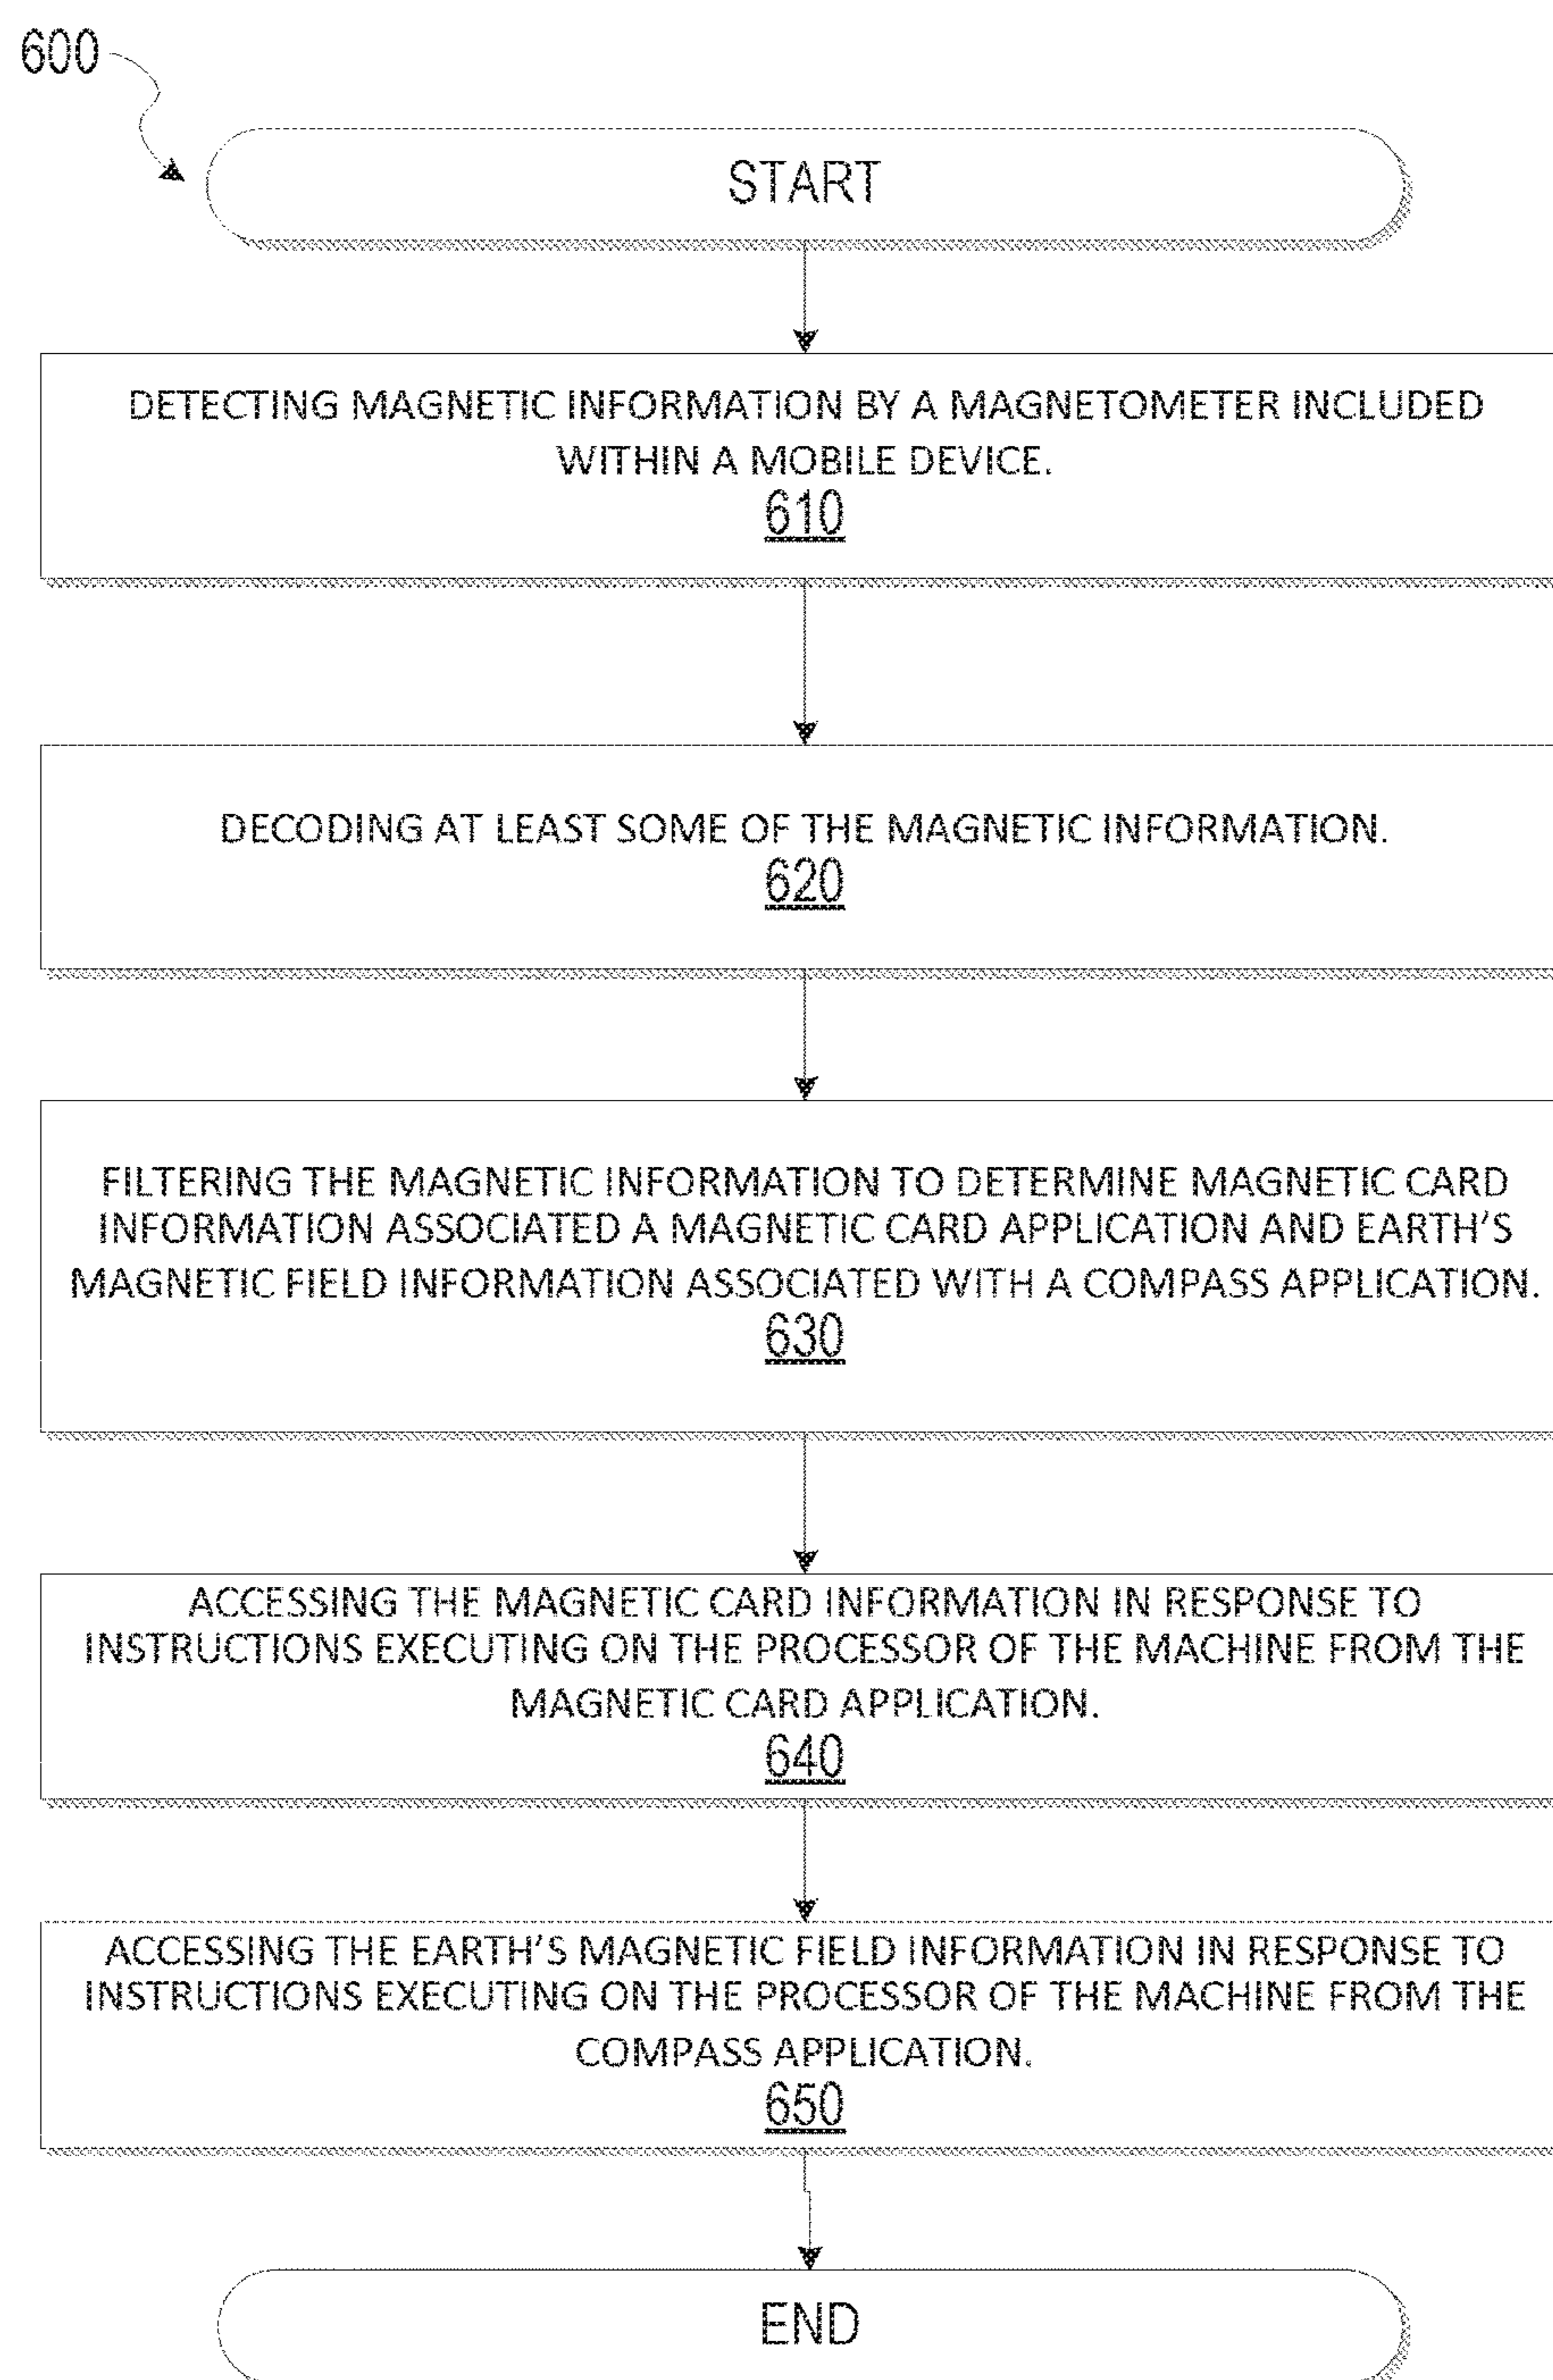 600
START
DETECTING MAGNETIC INFORMATION BY A MAGNETOMETER INCLUDED
WITHIN A MOBILE DEVICE.
610
DECODING AT LEAST SOME OF THE MAGNETIC INFORMATION.
620
FILTERING THE MAGNETIC INFORMATION TO DETERMINE MAGNETIC CARD
INFORMATION ASSOCIATED A MAGNETIC CARD APPLICATION AND EARTH'S
MAGNETIC FIELD INFORMATION ASSOCIATED WITH A COMPASS APPLICATION.
630
ACCESSING THE MAGNETIC CARD INFORMATION IN RESPONSE TO
INSTRUCTIONS EXECUTING ON THE PROCESSOR OF THE MACHINE FROM THE
MAGNETIC CARD APPLICATION.
640
ACCESSING THE EARTH'S MAGNETIC FIELD INFORMATION IN RESPONSE TO
INSTRUCTIONS EXECUTING ON THE PROCESSOR OF THE MACHINE FROM THE
COMPASS APPLICATION.
650
END